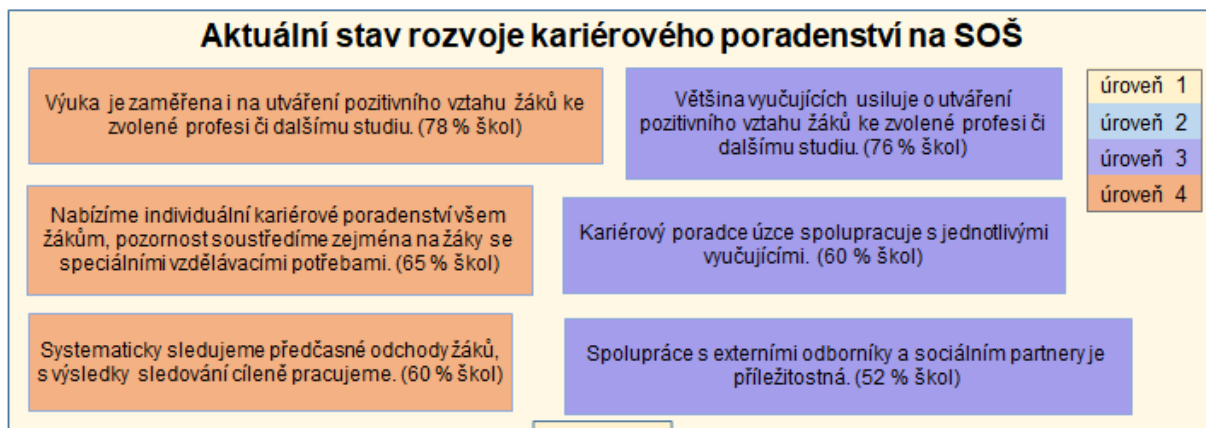 Aktuální stav rozvoje kariérového poradenství na SOŠ
Výuka je zaměřena i na utváření pozitivního vztahu žáků ke
zvolené profesi či dalšímu studiu. (78 % škol)
Většina vyučujících usiluje o utváření
pozitivního vztahu žáků ke zvolené profesi či
dalšímu studiu. (76 % škol)
úroveň 1
úroveň 2
úroveň 3
úroveň 4
Nabízíme individuální kariérové poradenství všem
žákům, pozornost soustředíme zejména na žáky se
speciálními vzdělávacími potřebami. (65 % škol)
Kariérový poradce úzce spolupracuje s jednotlivými
vyučujícími. (60 % škol)
Systematicky sledujeme předčasné odchody žáků,
s výsledky sledování cíleně pracujeme. (60 % škol)
Spolupráce s externími odborníky a sociálním partnery je
příležitostná. (52 % škol)